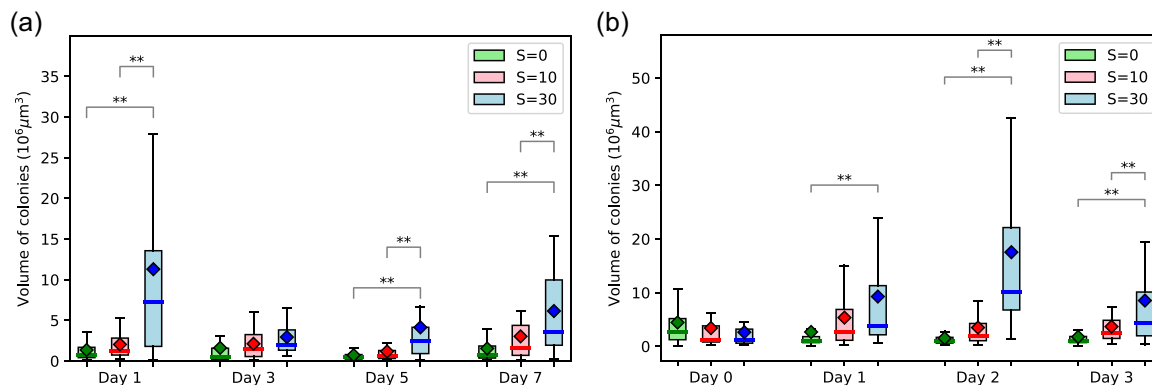 (a)
Volume of colonies (10⁶μm³)
35
30
25
20
15
10
5
0
**
**
**
**
**
**
S=0
S=10
S=30
Day 1
Day 3
Day 5
Day 7
(b)
Volume of colonies (10⁶μm³)
50
40
30
20
10
0
**
**
**
**
**
S=0
S=10
S=30
Day 0
Day 1
Day 2
Day 3